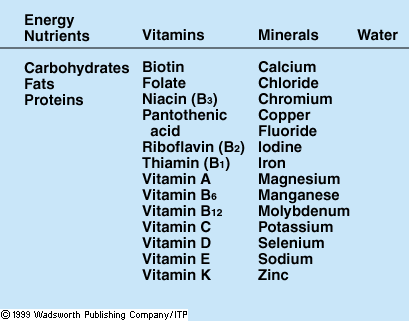 Energy
Nutrients Vitamins Minerals Water
Carbohydrates Biotin Calcium
Fats Folate Chloride
Proteins Niacin (B3) Chromium
Pantothenic Copper
acid Fluoride
Riboflavin (B2) Iodine
Thiamin (B1) Iron
Vitamin A Magnesium
Vitamin B6 Manganese
Vitamin B12 Molybdenum
Vitamin C Potassium
Vitamin D Selenium
Vitamin E Sodium
Vitamin K Zinc
© 1999 Wadsworth Publishing Company/ITP